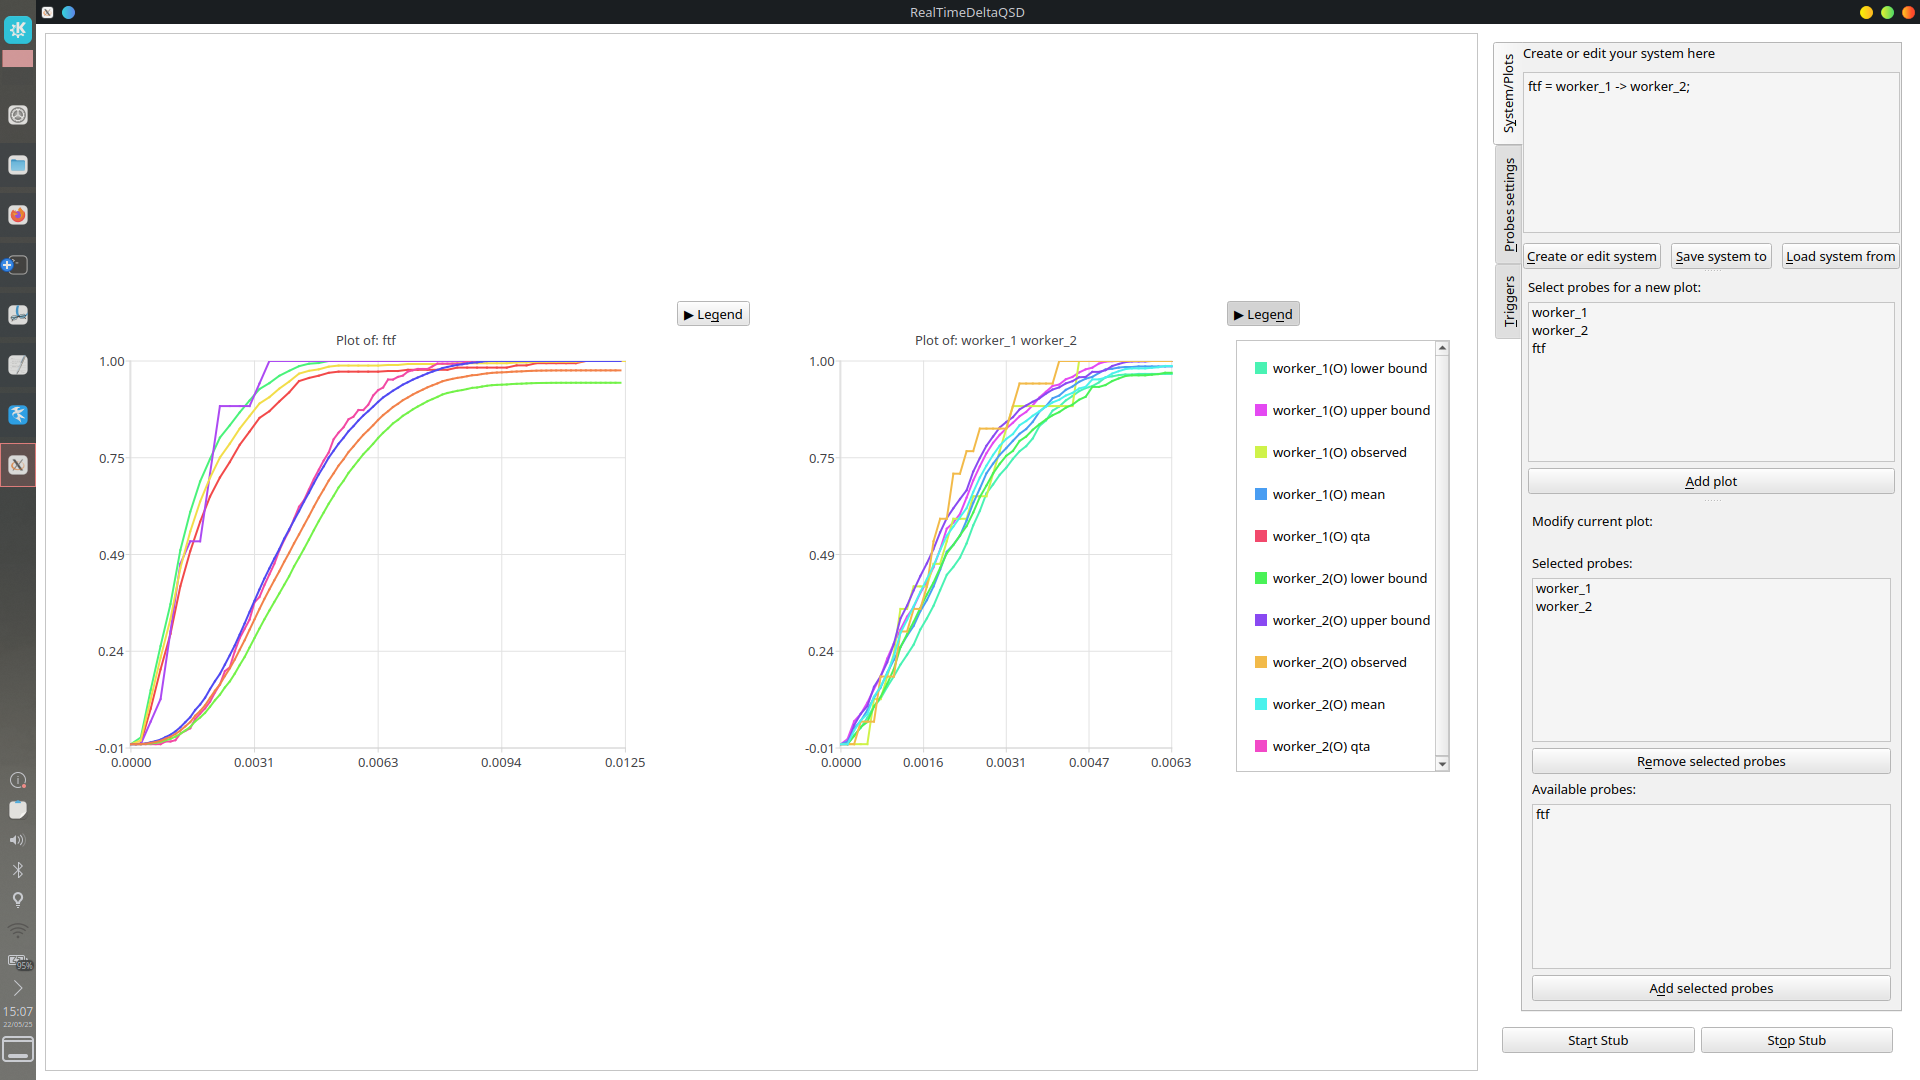 RealTimeDeltaQSD
Legend
Plot of: ftf
1.00
0.75
0.49
0.24
-0.01
0.0000
0.0031
0.0063
0.0094
0.0125
Legend
Plot of: worker_1 worker_2
1.00
0.75
0.49
0.24
-0.01
0.0000
0.0016
0.0031
0.0047
0.0063
worker_1(O) lower bound
worker_1(O) upper bound
worker_1(O) observed
worker_1(O) mean
worker_1(O) qta
worker_2(O) lower bound
worker_2(O) upper bound
worker_2(O) observed
worker_2(O) mean
worker_2(O) qta
System/Plots
Probes settings
Triggers
Create or edit your system here
ftf = worker_1 -> worker_2;
Create or edit system
Save system to
Load system from
Select probes for a new plot:
worker_1
worker_2
ftf
Add plot
Modify current plot:
Selected probes:
worker_1
worker_2
Remove selected probes
Available probes:
ftf
Add selected probes
Start Stub
Stop Stub
95%
15:07
22/05/25